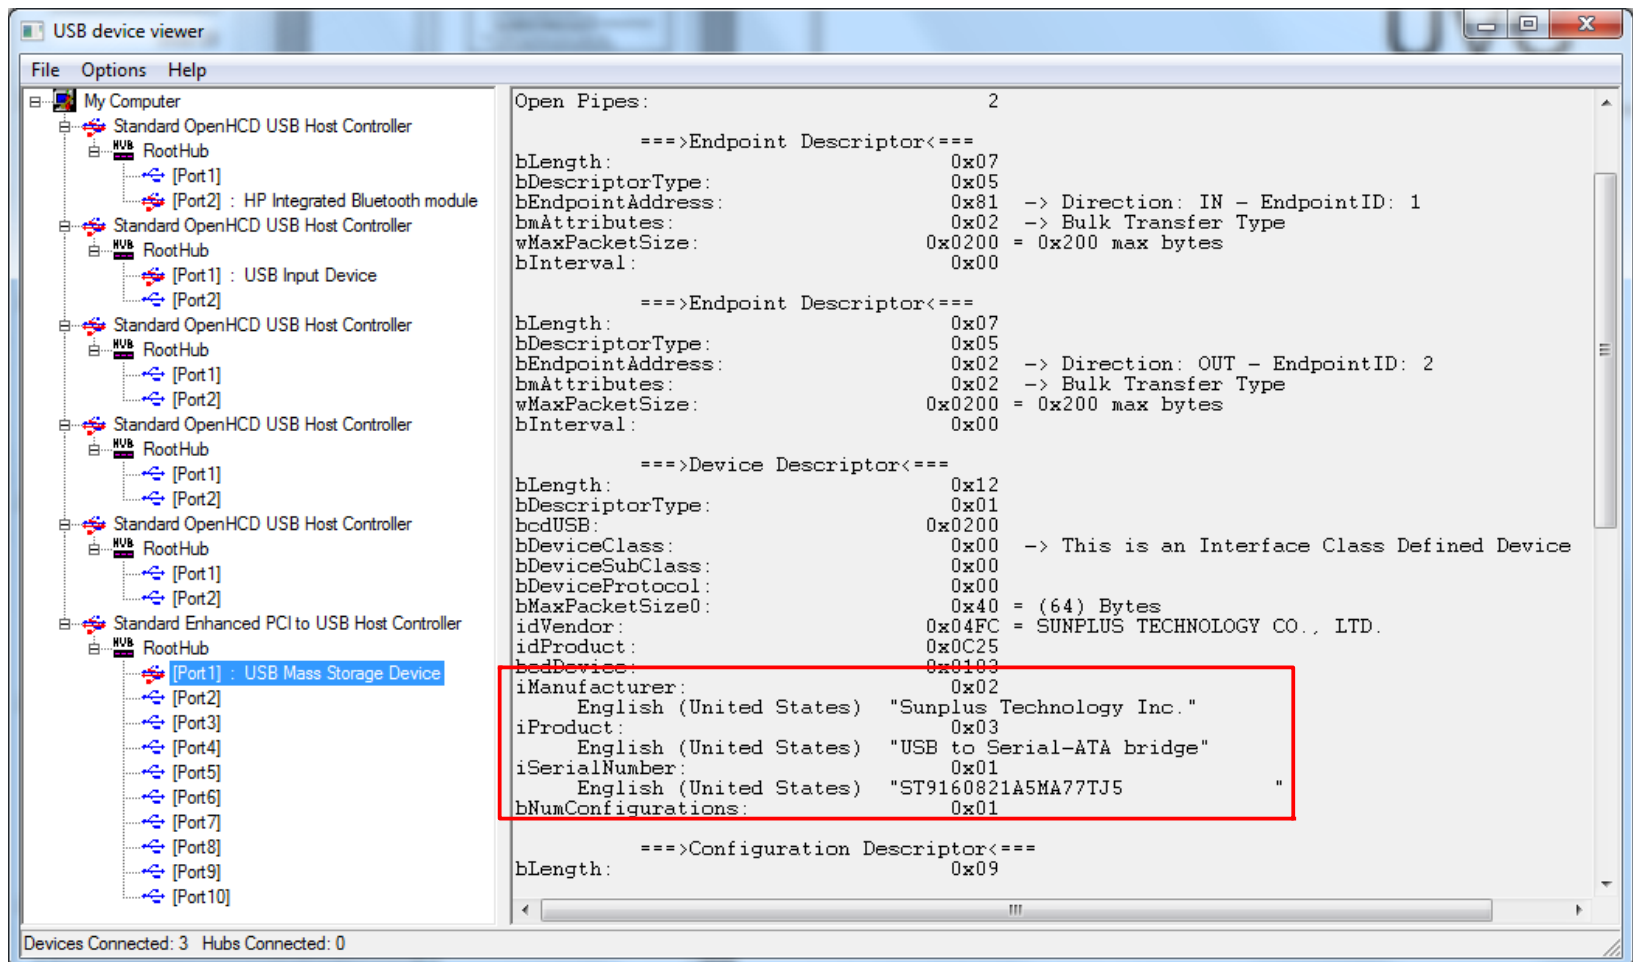 USB device viewer
UVC
File Options Help
My Computer
Standard OpenHCD USB Host Controller
RootHub
[Port1]
[Port2] : HP Integrated Bluetooth module
Standard OpenHCD USB Host Controller
RootHub
[Port1] : USB Input Device
[Port2]
Standard OpenHCD USB Host Controller
RootHub
[Port1]
[Port2]
Standard OpenHCD USB Host Controller
RootHub
[Port1]
[Port2]
Standard OpenHCD USB Host Controller
RootHub
[Port1]
[Port2]
Standard Enhanced PCI to USB Host Controller
RootHub
[Port1] : USB Mass Storage Device
[Port2]
[Port3]
[Port4]
[Port5]
[Port6]
[Port7]
[Port8]
[Port9]
[Port10]
Open Pipes: 2
===>Endpoint Descriptor<===
bLength: 0x07
bDescriptorType: 0x05
bEndpointAddress: 0x81 -> Direction: IN - EndpointID: 1
bmAttributes: 0x02 -> Bulk Transfer Type
wMaxPacketSize: 0x0200 = 0x200 max bytes
bInterval: 0x00
===>Endpoint Descriptor<===
bLength: 0x07
bDescriptorType: 0x05
bEndpointAddress: 0x02 -> Direction: OUT - EndpointID: 2
bmAttributes: 0x02 -> Bulk Transfer Type
wMaxPacketSize: 0x0200 = 0x200 max bytes
bInterval: 0x00
===>Device Descriptor<===
bLength: 0x12
bDescriptorType: 0x01
bcdUSB: 0x0200
bDeviceClass: 0x00 -> This is an Interface Class Defined Device
bDeviceSubClass: 0x00
bDeviceProtocol: 0x00
bMaxPacketSize0: 0x40 = (64) Bytes
idVendor: 0x04FC = SUNPLUS TECHNOLOGY CO., LTD.
idProduct: 0x0C25
bcdDevice: 0x0103
iManufacturer: 0x02
English (United States) "Sunplus Technology Inc."
iProduct: 0x03
English (United States) "USB to Serial-ATA bridge"
iSerialNumber: 0x01
English (United States) "ST9160821A5MA77TJ5 "
bNumConfigurations: 0x01
===>Configuration Descriptor<===
bLength: 0x09
Devices Connected: 3 Hubs Connected: 0